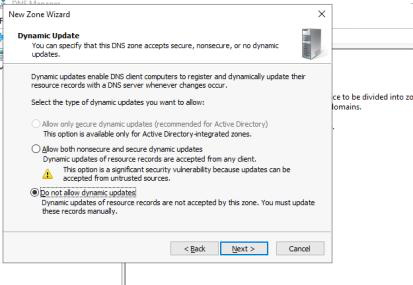 DNS Manager
New Zone Wizard
Dynamic Update
You can specify that this DNS zone accepts secure, nonsecure, or no dynamic
updates.
Dynamic updates enable DNS client computers to register and dynamically update their
resource records with a DNS server whenever changes occur.
Select the type of dynamic updates you want to allow:
Allow only secure dynamic updates (recommended for Active Directory)
This option is available only for Active Directory-integrated zones.
Allow both nonsecure and secure dynamic updates
Dynamic updates of resource records are accepted from any client.
This option is a significant security vulnerability because updates can be
accepted from untrusted sources.
Do not allow dynamic updates
Dynamic updates of resource records are not accepted by this zone. You must update
these records manually.
< Back
Next >
Cancel
ce to be divided into zo
omains.